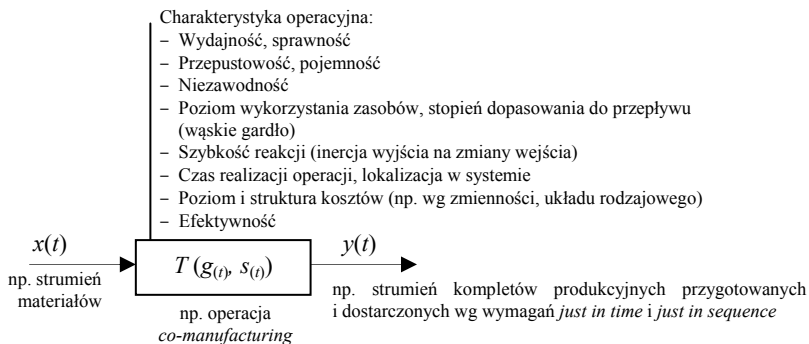 Charakterystyka operacyjna:
– Wydajność, sprawność
– Przepustowość, pojemność
– Niezawodność
– Poziom wykorzystania zasobów, stopień dopasowania do przepływu
(wąskie gardło)
– Szybkość reakcji (inercja wyjścia na zmiany wejścia)
– Czas realizacji operacji, lokalizacja w systemie
– Poziom i struktura kosztów (np. wg zmienności, układu rodzajowego)
– Efektywność
x(t)
np. strumień
materiałów
T (g(t), s(t))
np. operacja
co-manufacturing
y(t)
np. strumień kompletów produkcyjnych przygotowanych
i dostarczonych wg wymagań just in time i just in sequence